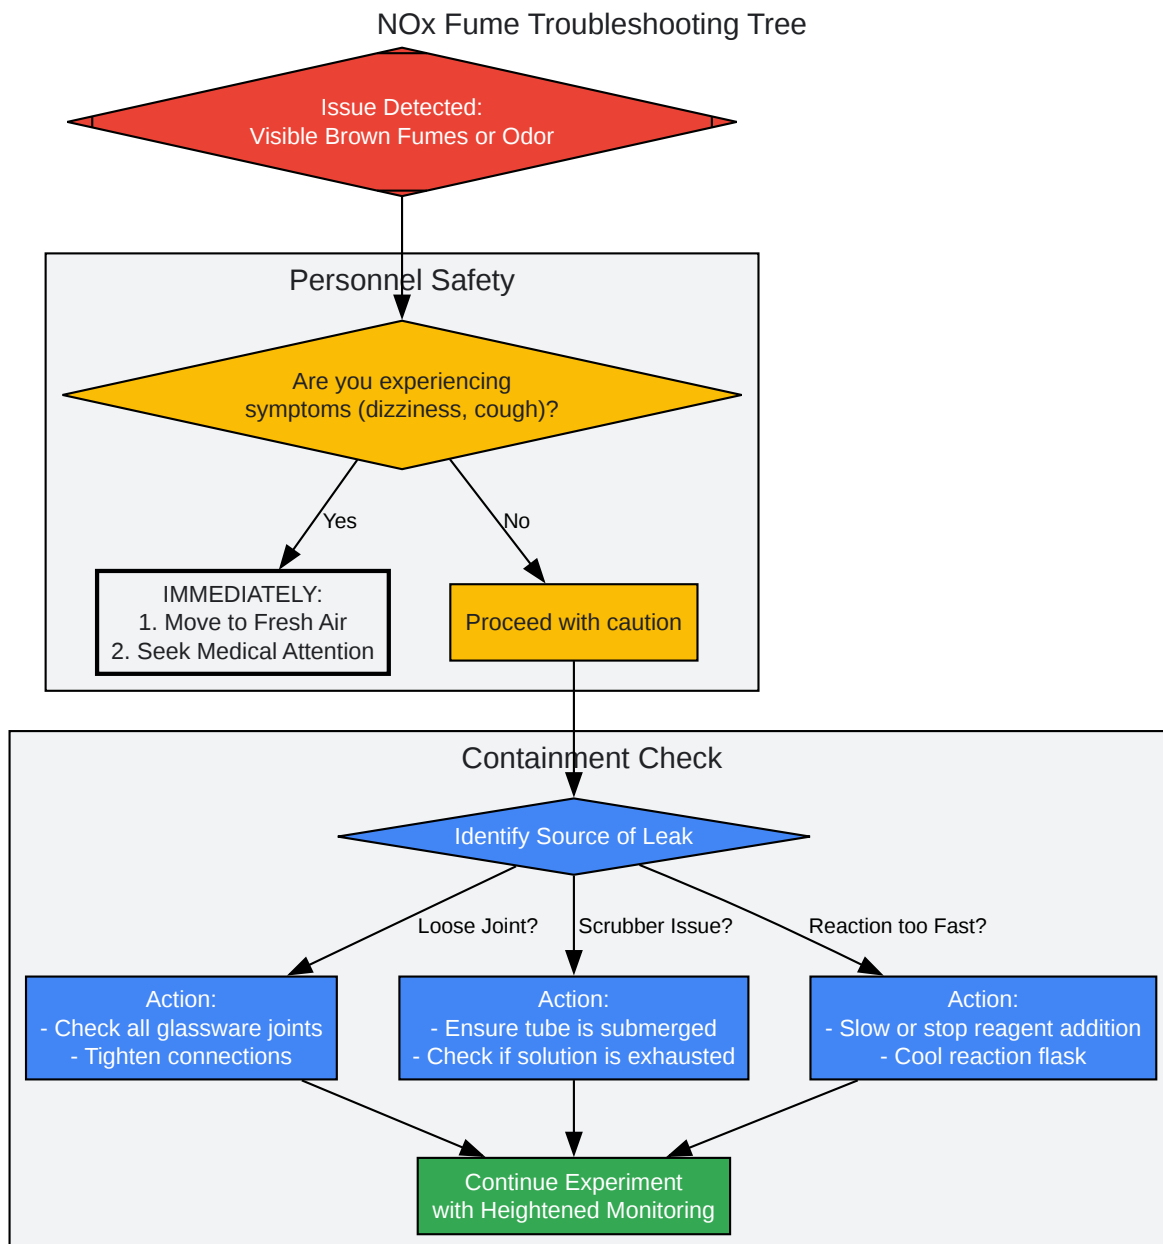 NOx Fume Troubleshooting Tree
Issue Detected:
Visible Brown Fumes or Odor
Personnel Safety
Are you experiencing
symptoms (dizziness, cough)?
Yes
No
IMMEDIATELY:
1. Move to Fresh Air
2. Seek Medical Attention
Proceed with caution
Containment Check
Identify Source of Leak
Loose Joint?
Scrubber Issue?
Reaction too Fast?
Action:
- Check all glassware joints
- Tighten connections
Action:
- Ensure tube is submerged
- Check if solution is exhausted
Action:
- Slow or stop reagent addition
- Cool reaction flask
Continue Experiment
with Heightened Monitoring